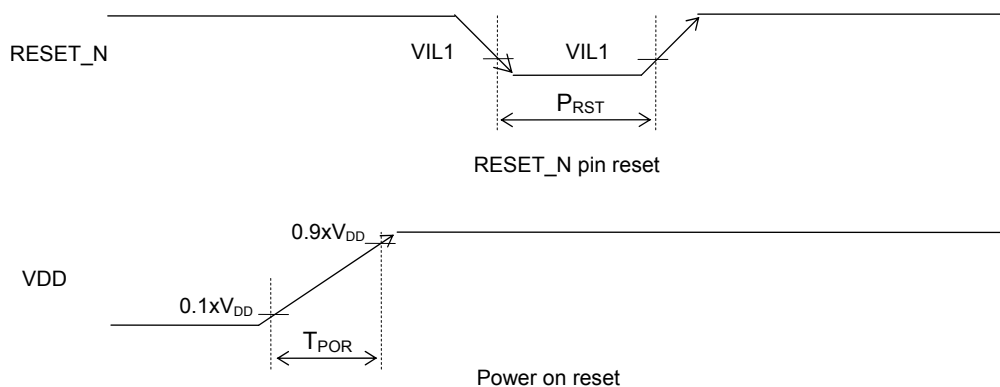 RESET_N
VIL1
VIL1
PRST
RESET_N pin reset
0.9xVDD
VDD
0.1xVDD
TPOR
Power on reset